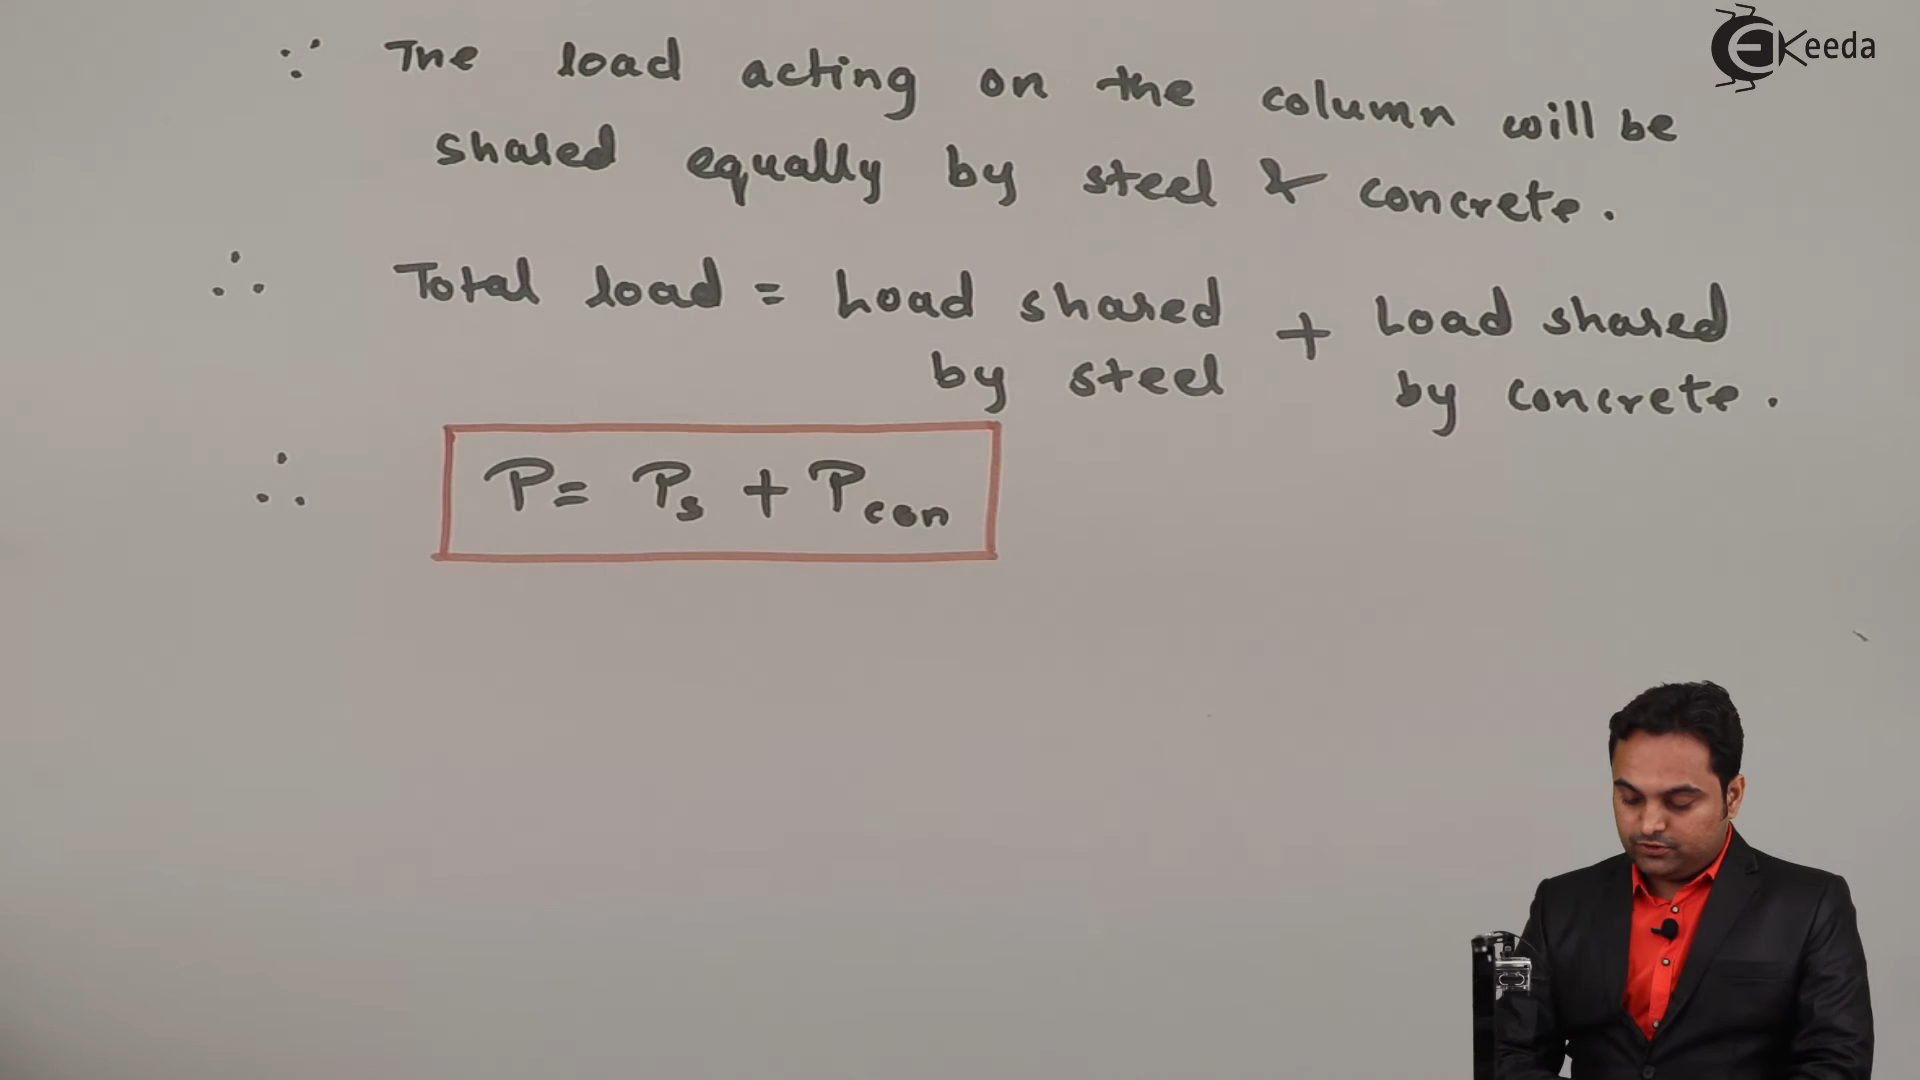 Keeda
∵ The load acting on the column will be
shared equally by steel & concrete.
∴ Total load = Load shared + Load shared
by steel by concrete.
∴ P = Ps + Pcon